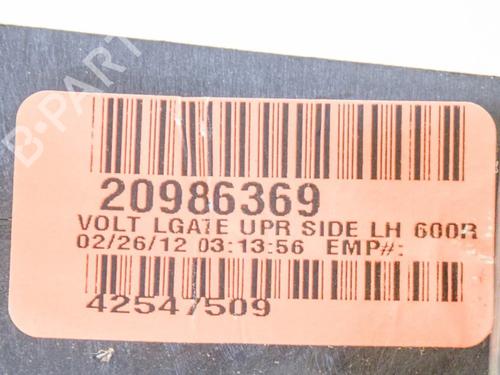 B-PART
20986369
VOLT LGATE UPR SIDE LH 600R
02/26/12 03:13:56 EMP#:
42547509